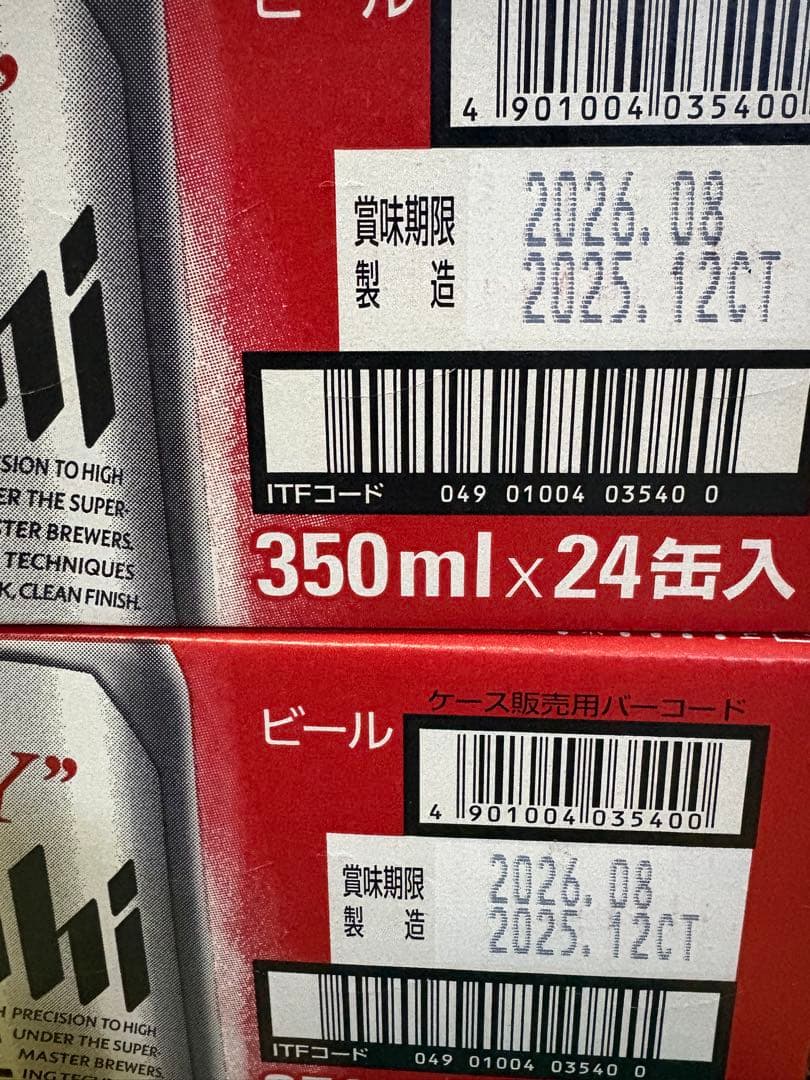 ビール
4 901004 035400
賞味期限 2026.08
製造 2025.12CT
hi
ITFコード 049 01004 03540 0
SION TO HIGH
ER THE SUPER-
TER BREWERS.
TECHNIQUES
K, CLEAN FINISH.
350ml×24缶入
ケース販売用バーコード
ビール
Y”
4 901004 035400
賞味期限 2026.08
製造 2025.12CT
hi
ITFコード 049 01004 03540 0
H PRECISION TO HIGH
UNDER THE SUPER-
MASTER BREWERS.
ING TECH